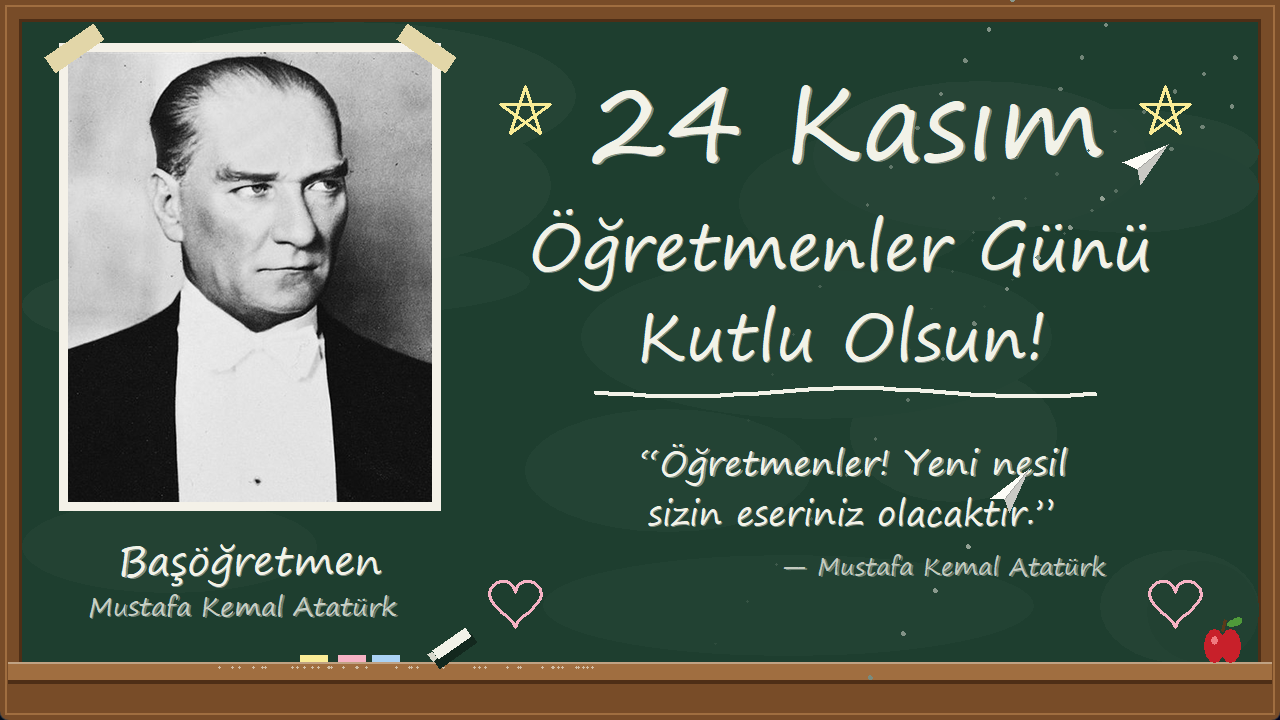 24 Kasım
Öğretmenler Günü
Kutlu Olsun!
“Öğretmenler! Yeni nesil
sizin eseriniz olacaktır.”
— Mustafa Kemal Atatürk
Başöğretmen
Mustafa Kemal Atatürk